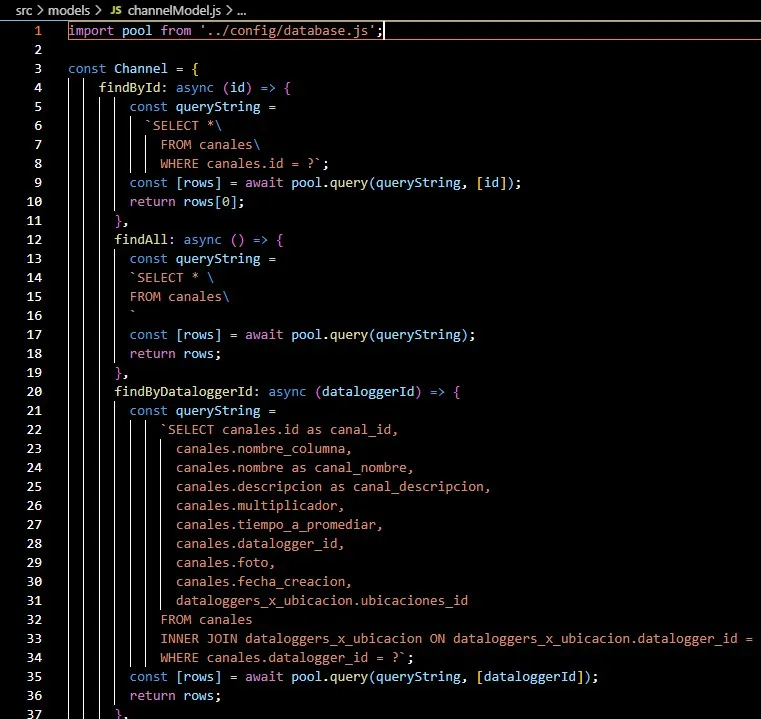 src > models > JS channelModel.js > ...
1 import pool from '../config/database.js';
2
3 const Channel = {
4     findById: async (id) => {
5         const queryString =
6           `SELECT *\
7             FROM canales\
8             WHERE canales.id = ?`;
9         const [rows] = await pool.query(queryString, [id]);
10         return rows[0];
11       },
12       findAll: async () => {
13         const queryString =
14         `SELECT * \
15         FROM canales\
16         `
17         const [rows] = await pool.query(queryString);
18         return rows;
19       },
20       findByDataloggerId: async (dataloggerId) => {
21         const queryString =
22             `SELECT canales.id as canal_id,
23               canales.nombre_columna,
24               canales.nombre as canal_nombre,
25               canales.descripcion as canal_descripcion,
26               canales.multiplicador,
27               canales.tiempo_a_promediar,
28               canales.datalogger_id,
29               canales.foto,
30               canales.fecha_creacion,
31               dataloggers_x_ubicacion.ubicaciones_id
32             FROM canales
33             INNER JOIN dataloggers_x_ubicacion ON dataloggers_x_ubicacion.datalogger_id =
34             WHERE canales.datalogger_id = ?`;
35         const [rows] = await pool.query(queryString, [dataloggerId]);
36         return rows;
37       },